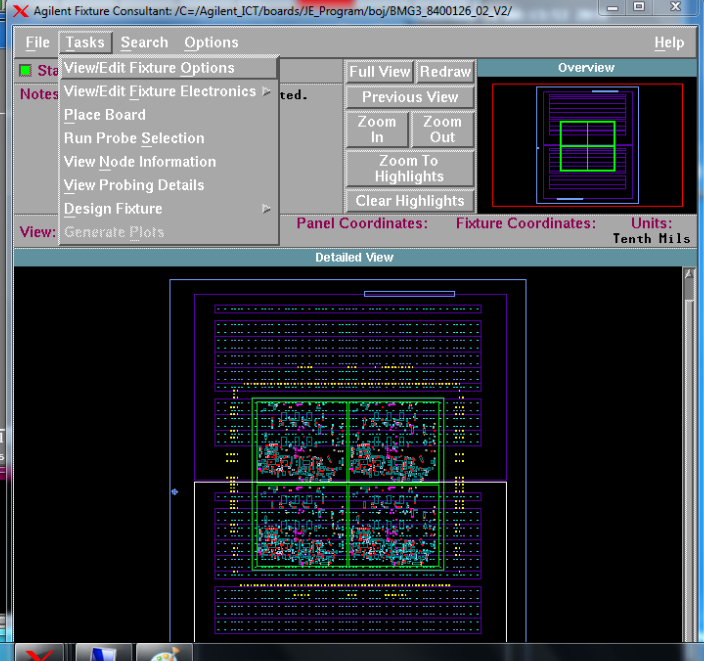 Agilent Fixture Consultant: /C=/Agilent_ICT/boards/JE_Program/boj/BMG3_8400126_02_V2/
File Tasks Search Options Help
Sta
Notes
ted.
View/Edit Fixture Options
View/Edit Fixture Electronics
Place Board
Run Probe Selection
View Node Information
View Probing Details
Design Fixture
Generate Plots
Full View Redraw
Previous View
Zoom In
Zoom Out
Zoom To
Highlights
Clear Highlights
Overview
View:
Panel Coordinates: Fixture Coordinates: Units:
Tenth Mils
Detailed View